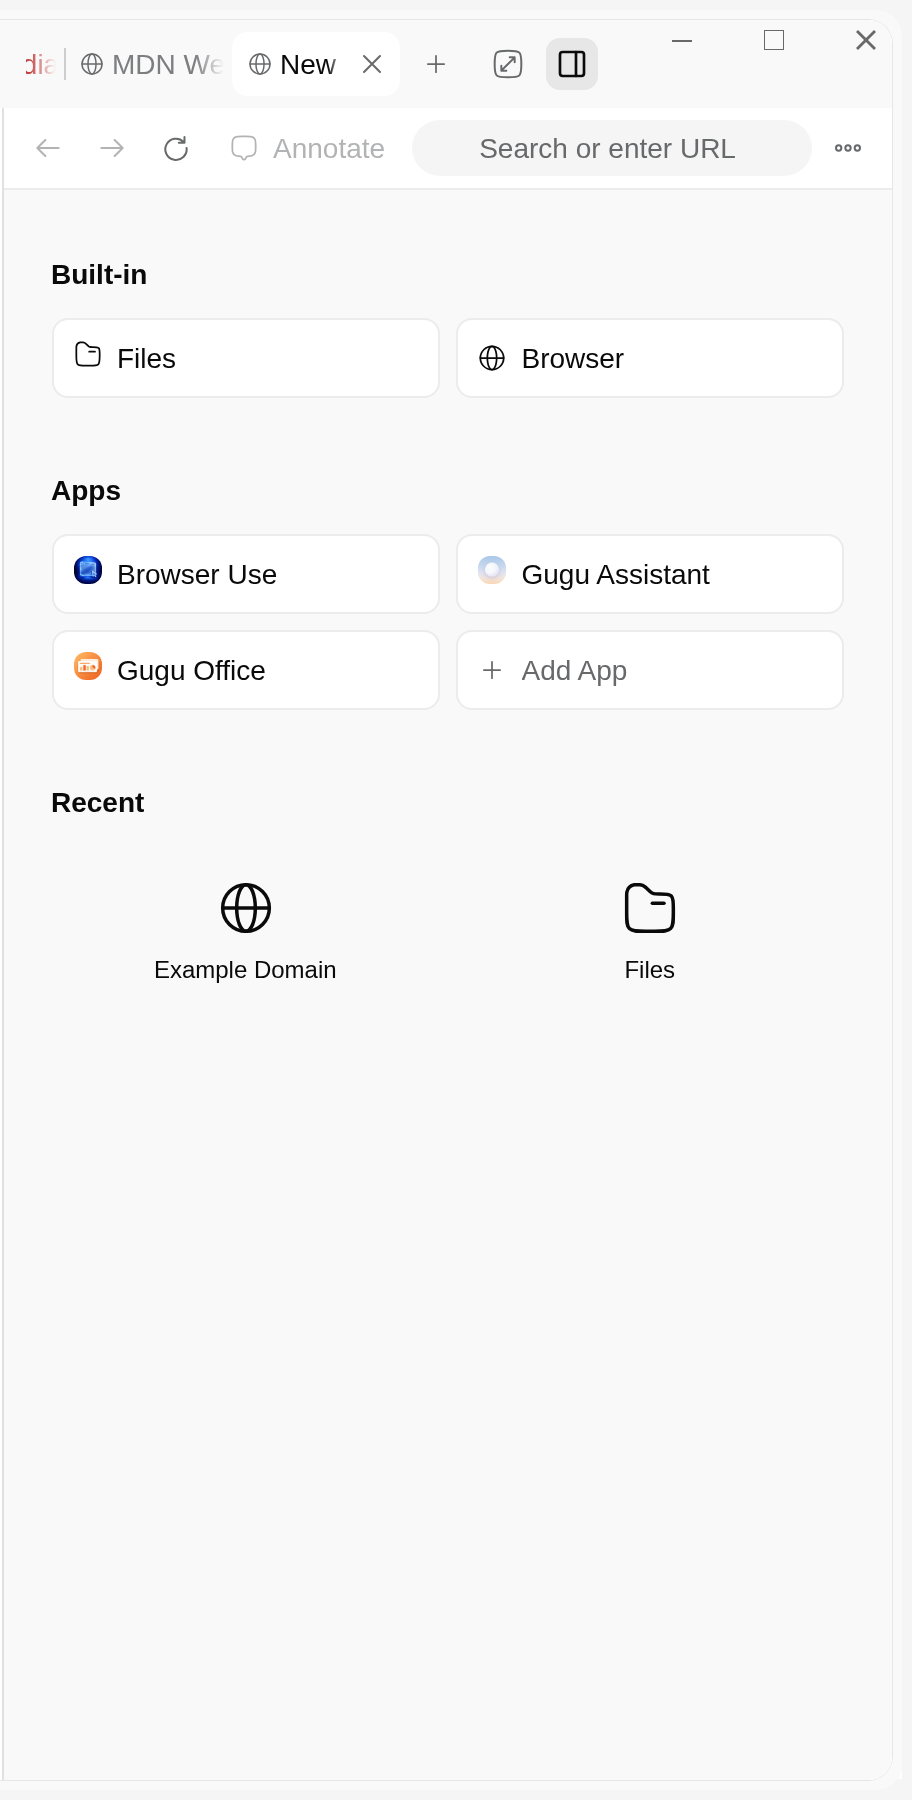 MDN We
New
Annotate
Search or enter URL
Built-in
Files
Browser
Apps
Browser Use
Gugu Assistant
Gugu Office
Add App
Recent
Example Domain
Files